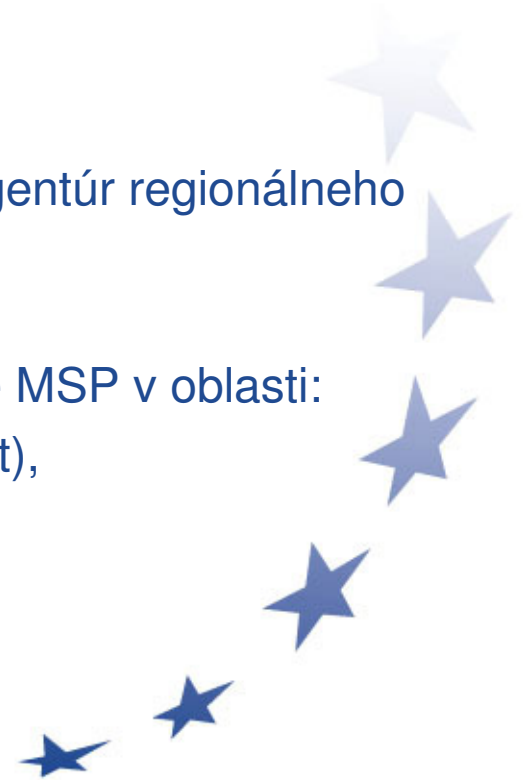 gentúr regionálneho
MSP v oblasti:
t),